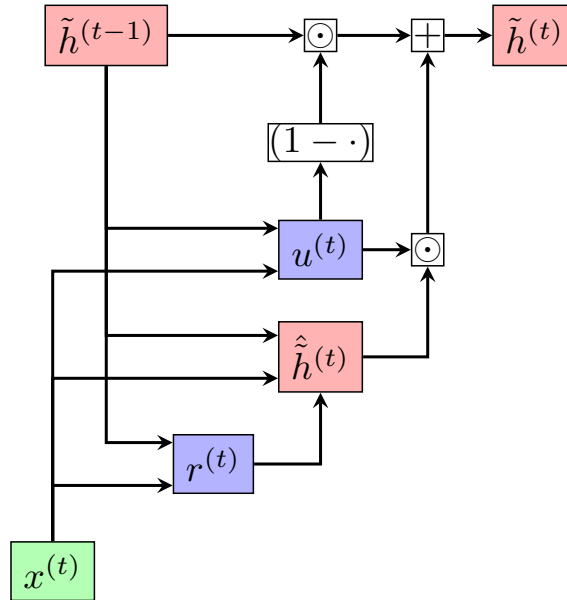 h̃^(t−1) ⊙ + h̃^(t)
(1 − ·)
u^(t) ⊙
ĥ̃^(t)
r^(t)
x^(t)